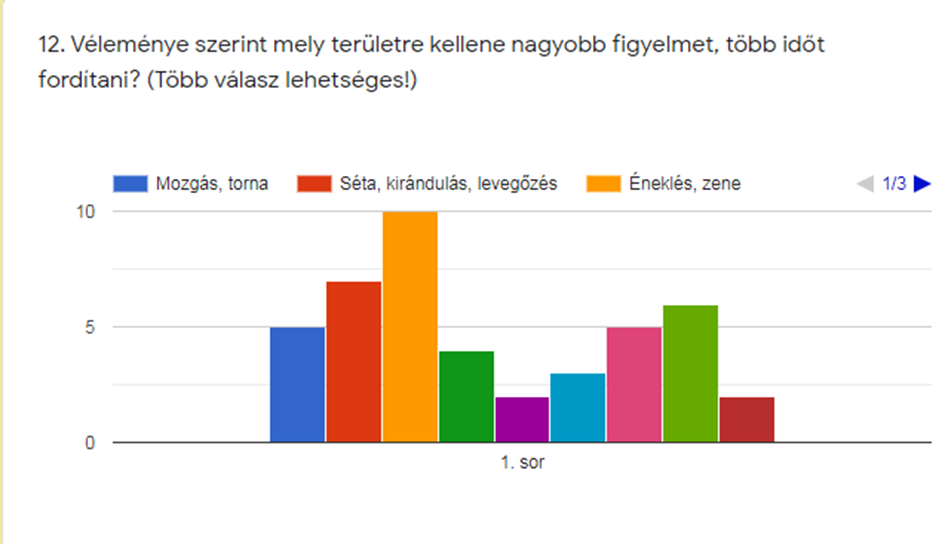 12. Véleménye szerint mely területre kellene nagyobb figyelmet, több időt
fordítani? (Több válasz lehetséges!)
Mozgás, torna
Séta, kirándulás, levegőzés
Éneklés, zene
1/3
10
5
0
1. sor